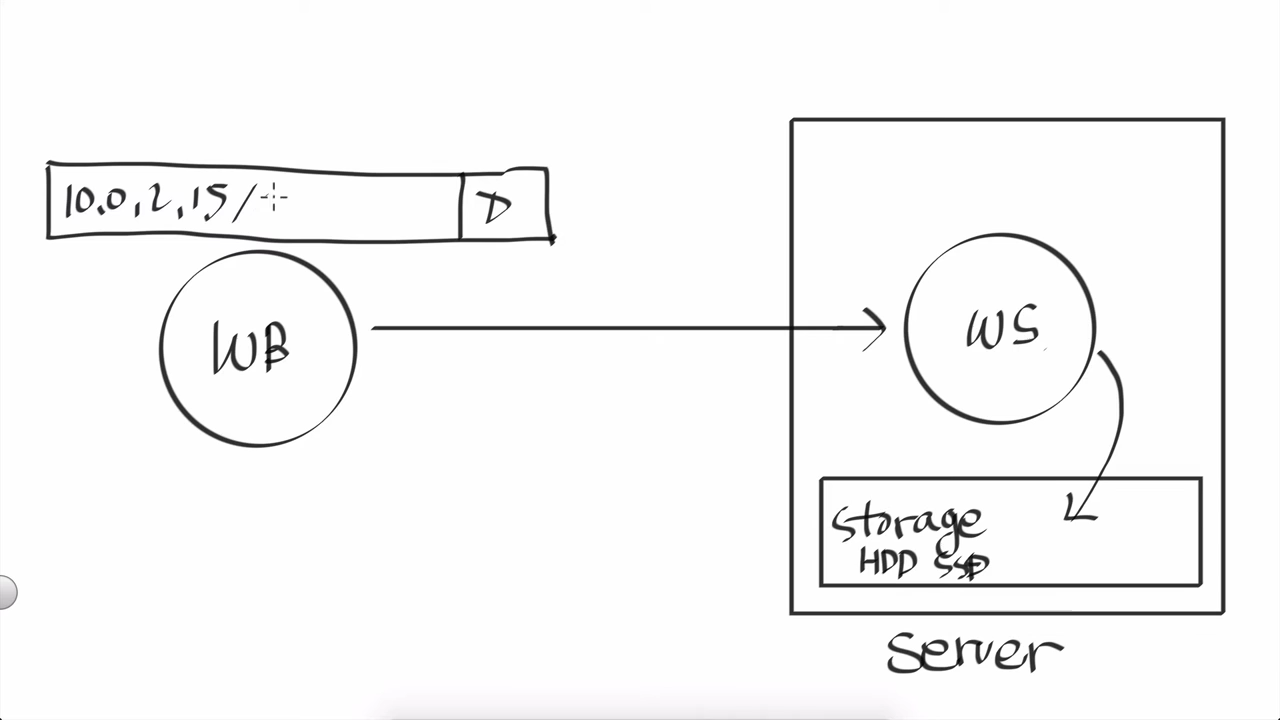 10.0.2.15/
D
WB
WS
Storage
HDD SSD
Server